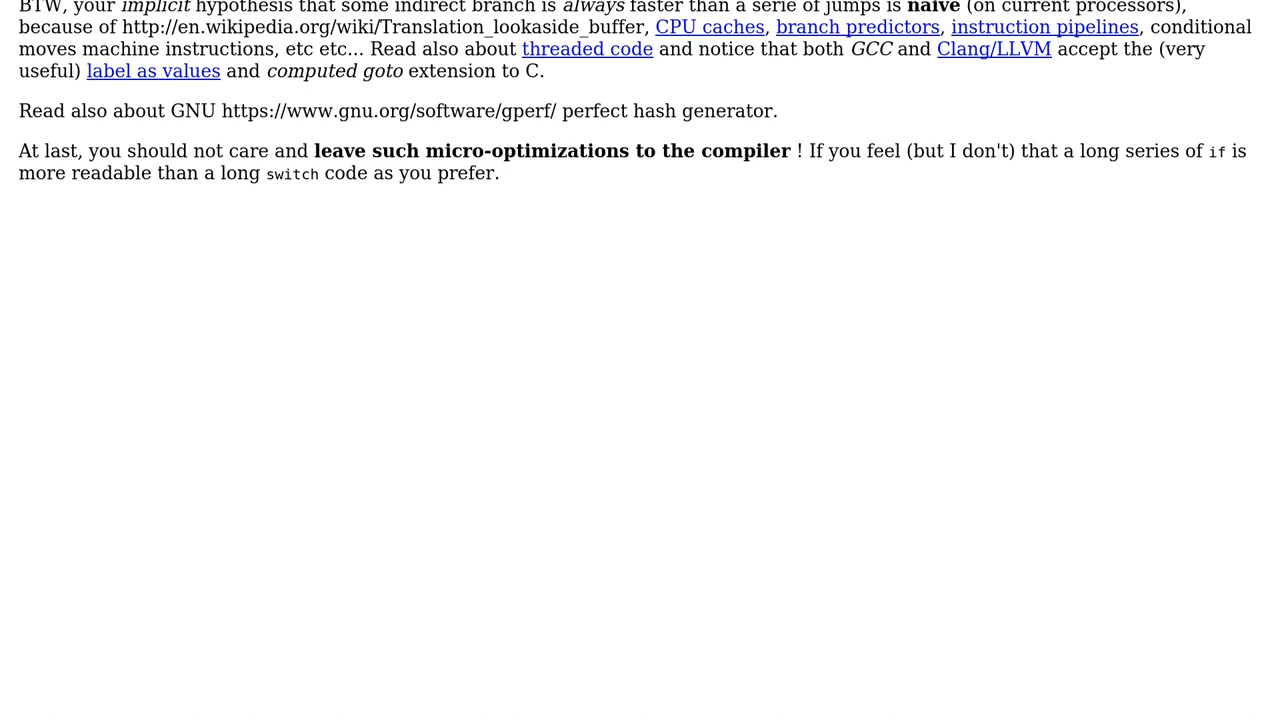 BTW, your implicit hypothesis that some indirect branch is always faster than a serie of jumps is naive (on current processors),
because of http://en.wikipedia.org/wiki/Translation_lookaside_buffer, CPU caches, branch predictors, instruction pipelines, conditional
moves machine instructions, etc etc... Read also about threaded code and notice that both GCC and Clang/LLVM accept the (very
useful) label as values and computed goto extension to C.
Read also about GNU https://www.gnu.org/software/gperf/ perfect hash generator.
At last, you should not care and leave such micro-optimizations to the compiler ! If you feel (but I don't) that a long series of if is
more readable than a long switch code as you prefer.